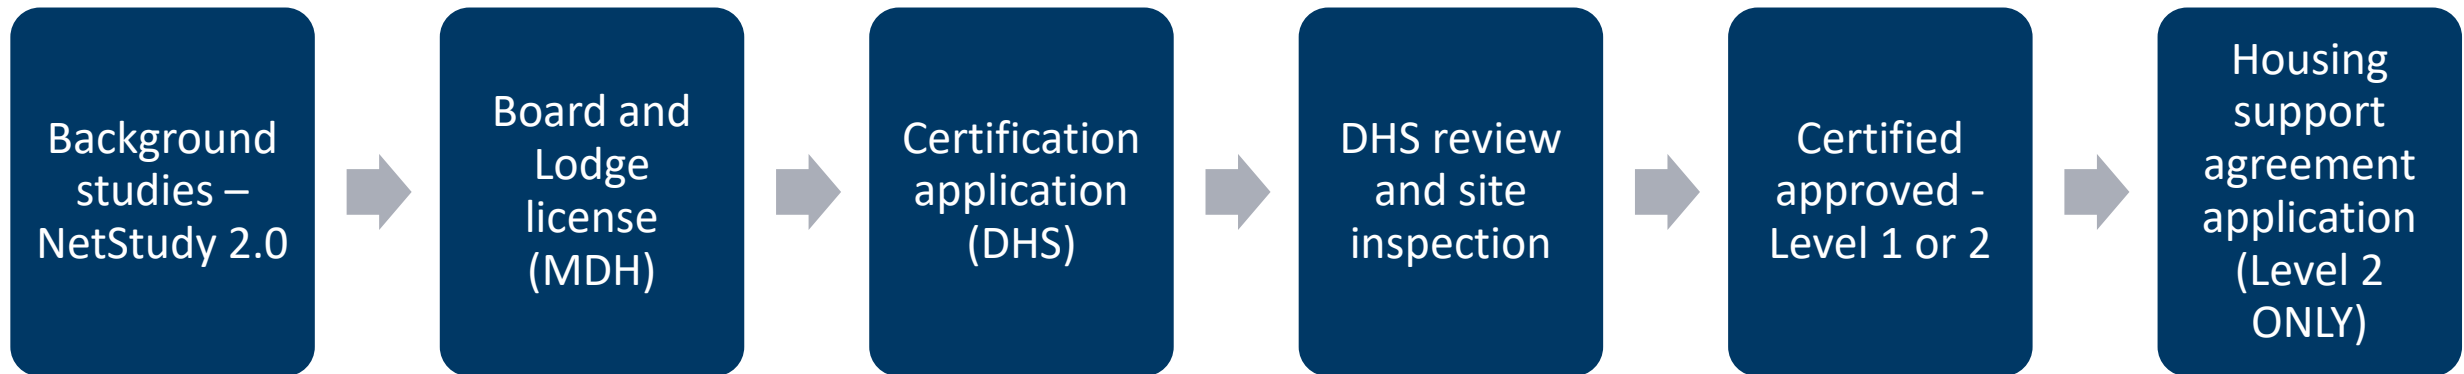 Background
studies –
NetStudy 2.0
Board and
Lodge
license
(MDH)
Certification
application
(DHS)
DHS review
and site
inspection
Certified
approved -
Level 1 or 2
Housing
support
agreement
application
(Level 2
ONLY)